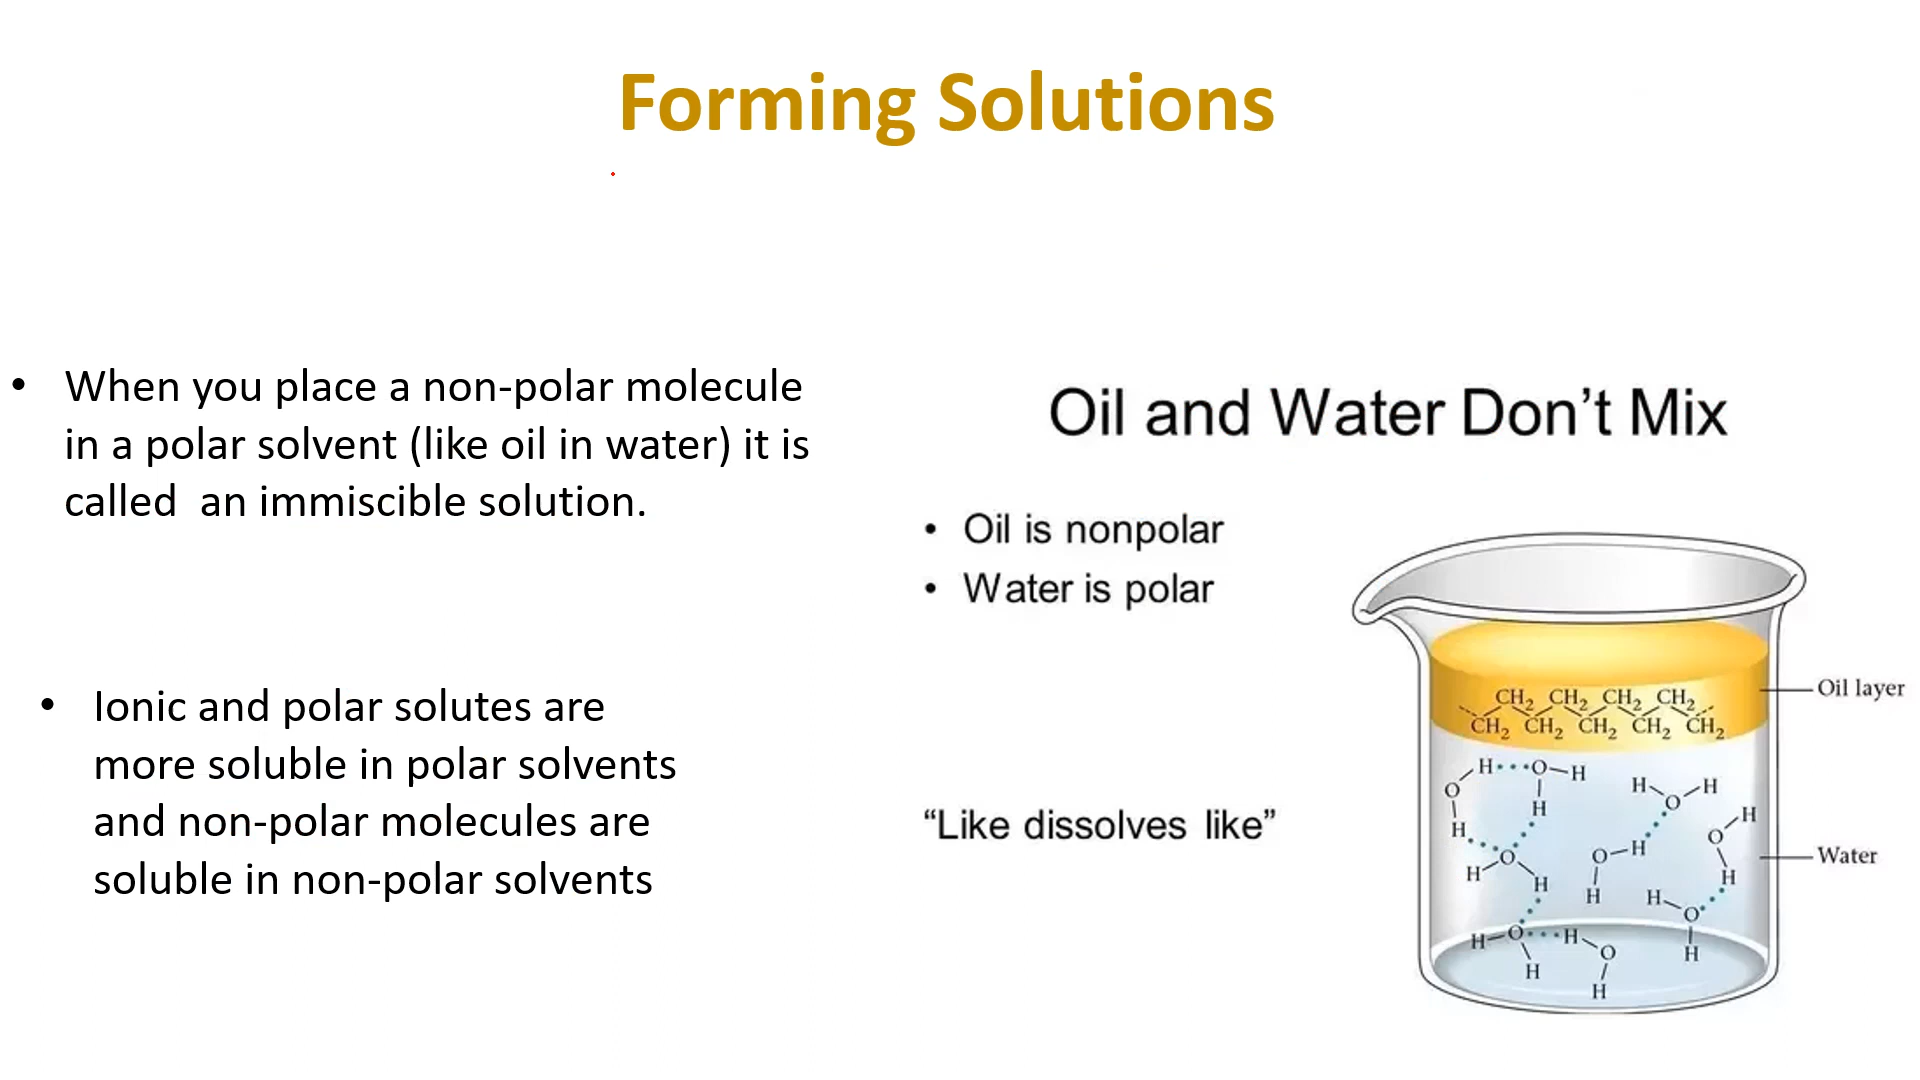 Forming Solutions
• When you place a non-polar molecule
in a polar solvent (like oil in water) it is
called  an immiscible solution.
• Ionic and polar solutes are
more soluble in polar solvents
and non-polar molecules are
soluble in non-polar solvents
Oil and Water Don’t Mix
• Oil is nonpolar
• Water is polar
“Like dissolves like”
CH₂ CH₂ CH₂ CH₂
CH₂ CH₂ CH₂ CH₂ CH₂
Oil layer
H O H
O H H
H O H
H
O H
H O
H H
H O
H H
Water
H O
H O H
H O
H H